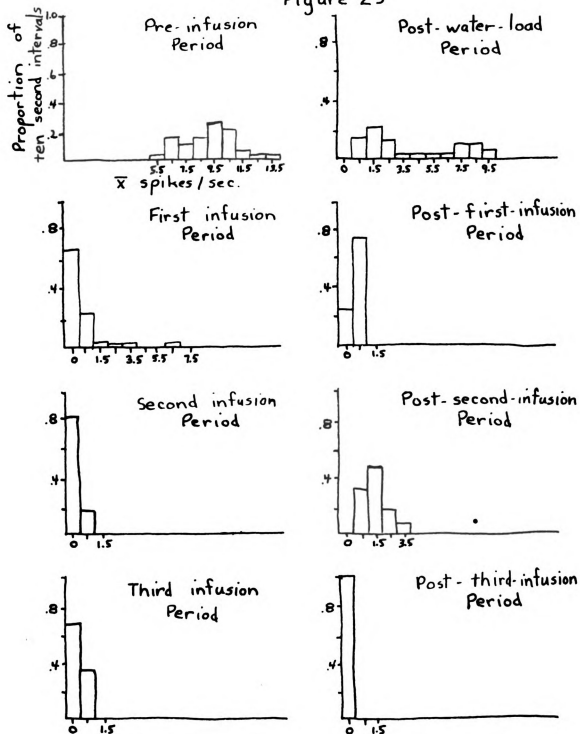 Figure 25
Proportion of
ten second intervals
1.0
.8
.6
.4
.2
Pre-infusion
Period
5.5 7.5 9.5 11.5 13.5
x̄ spikes/sec.
Post-water-load
Period
.8
.4
0 1.5 3.5 5.5 7.5 9.5
First infusion
Period
.8
.4
0 1.5 3.5 5.5 7.5
Post-first-infusion
Period
.8
.4
0 1.5
Second infusion
Period
.8
.4
0 1.5
Post-second-infusion
Period
.8
.4
0 1.5 3.5
Third infusion
Period
.8
.4
0 1.5
Post-third-infusion
Period
.8
.4
0 1.5